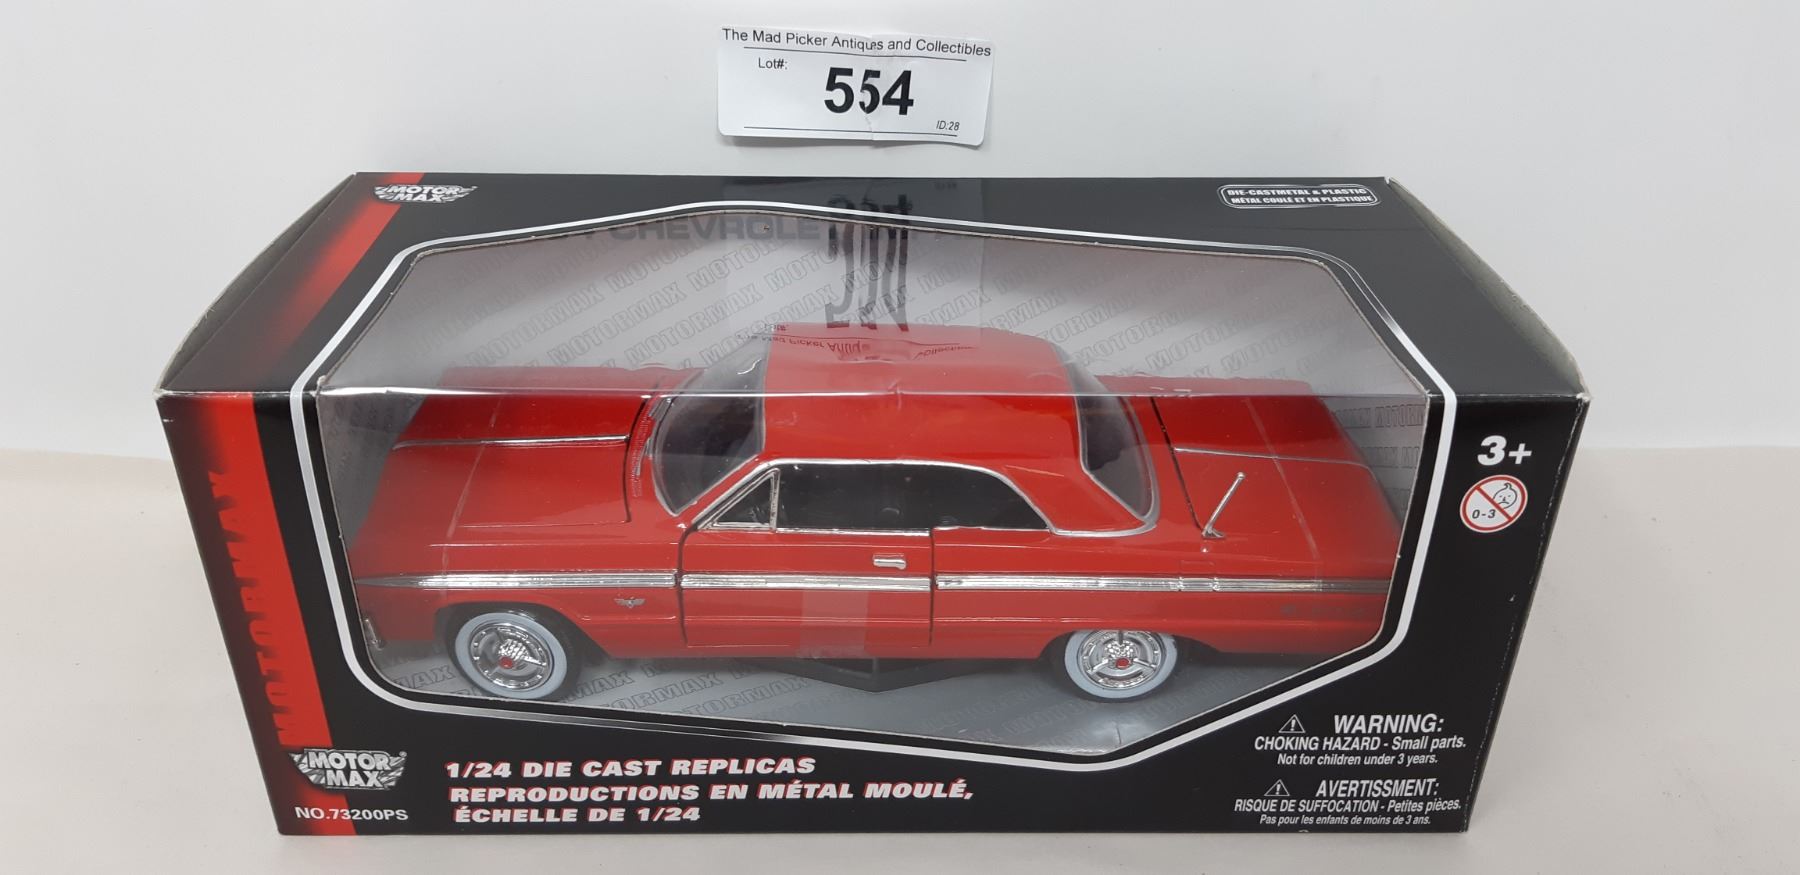 The Mad Picker Antiques and Collectibles
Lot#:
554
ID:28
MOTOR MAX
DIE-CASTMETAL & PLASTIC
MÉTAL COULÉ ET EN PLASTIQUE
CHEVROLE
MOTORMAX
3+
0-3
MOTOR MAX
NO.73200PS
1/24 DIE CAST REPLICAS
REPRODUCTIONS EN MÉTAL MOULÉ,
ÉCHELLE DE 1/24
WARNING:
CHOKING HAZARD - Small parts.
Not for children under 3 years.
AVERTISSMENT:
RISQUE DE SUFFOCATION - Petites pièces.
Pas pour les enfants de moins de 3 ans.